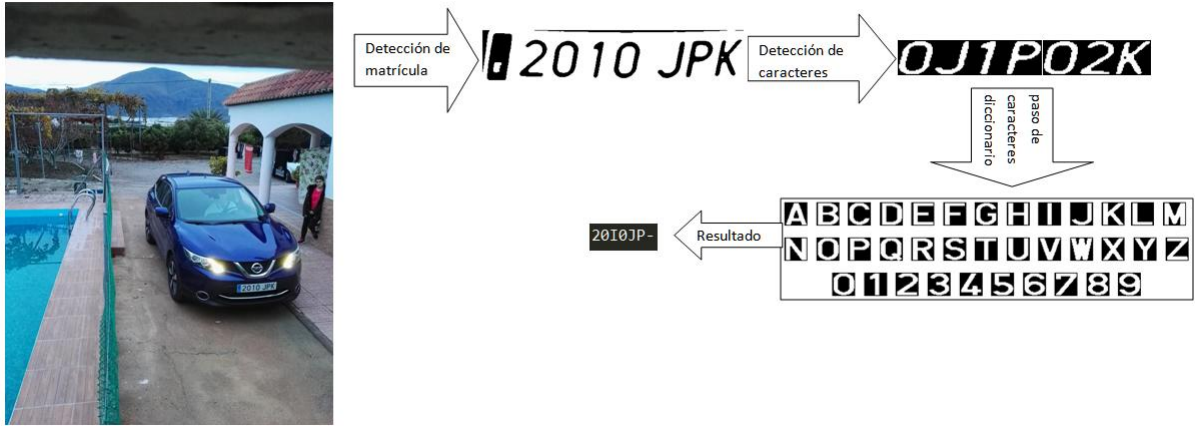 Detección de
matrícula
2010 JPK
Detección de
caracteres
OJ1PO2K
paso de
caracteres
diccionario
2010 JPK
20I0JP-
Resultado
ABCDEFGHIJKLM
NOPQRSTUVWXYZ
0123456789